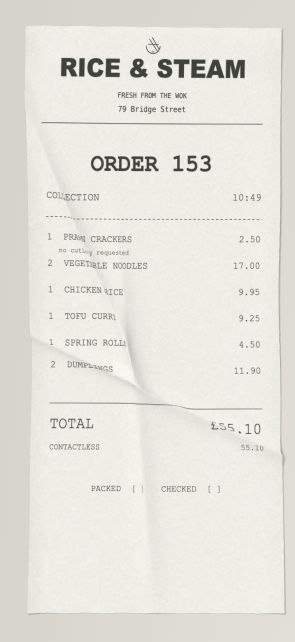 RICE & STEAM
FRESH FROM THE WOK
79 Bridge Street
ORDER 153
COLLECTION 10:49
1 PRAWN CRACKERS 2.50
no cutlery requested
2 VEGETABLE NOODLES 17.00
1 CHICKEN RICE 9.95
1 TOFU CURRY 9.25
1 SPRING ROLLS 4.50
2 DUMPLINGS 11.90
TOTAL £55.10
CONTACTLESS 55.10
PACKED [ ] CHECKED [ ]